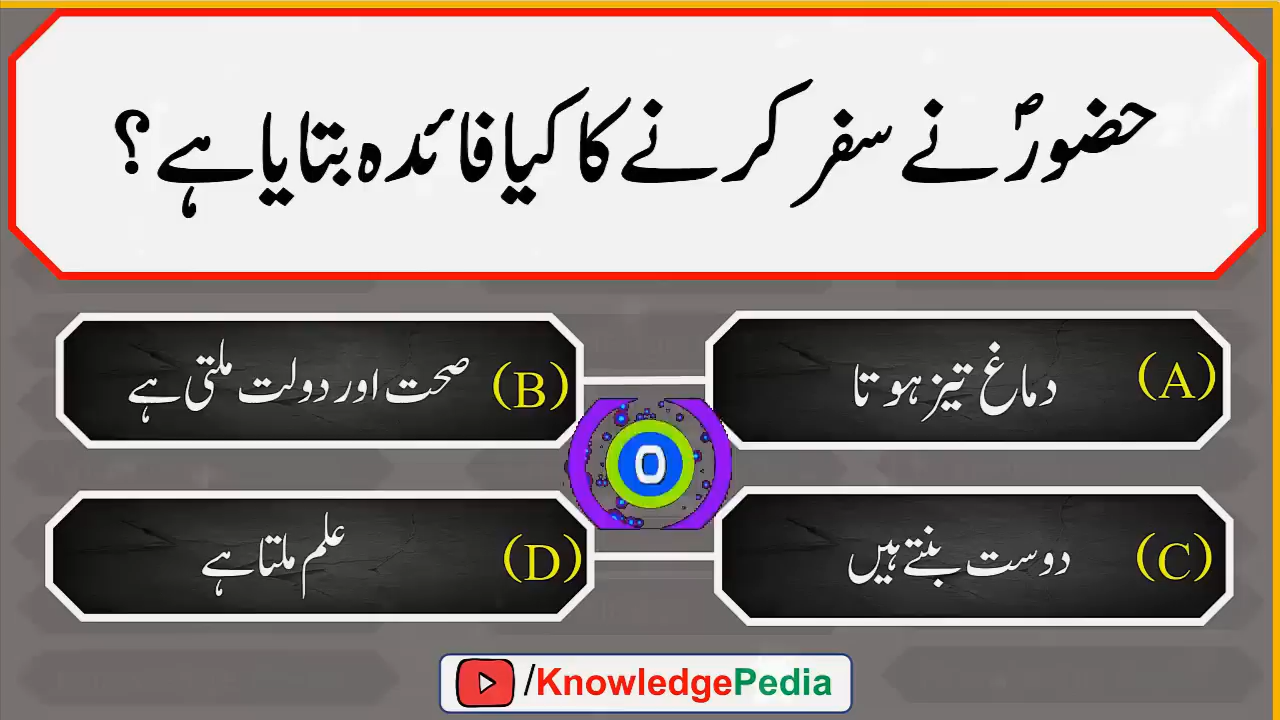 حضورؐ نے سفر کرنے کا کیا فائدہ بتایا ہے؟
(A) دماغ تیز ہوتا
(B) صحت اور دولت ملتی ہے
0
(C) دوست بنتے ہیں
(D) علم ملتا ہے
/KnowledgePedia